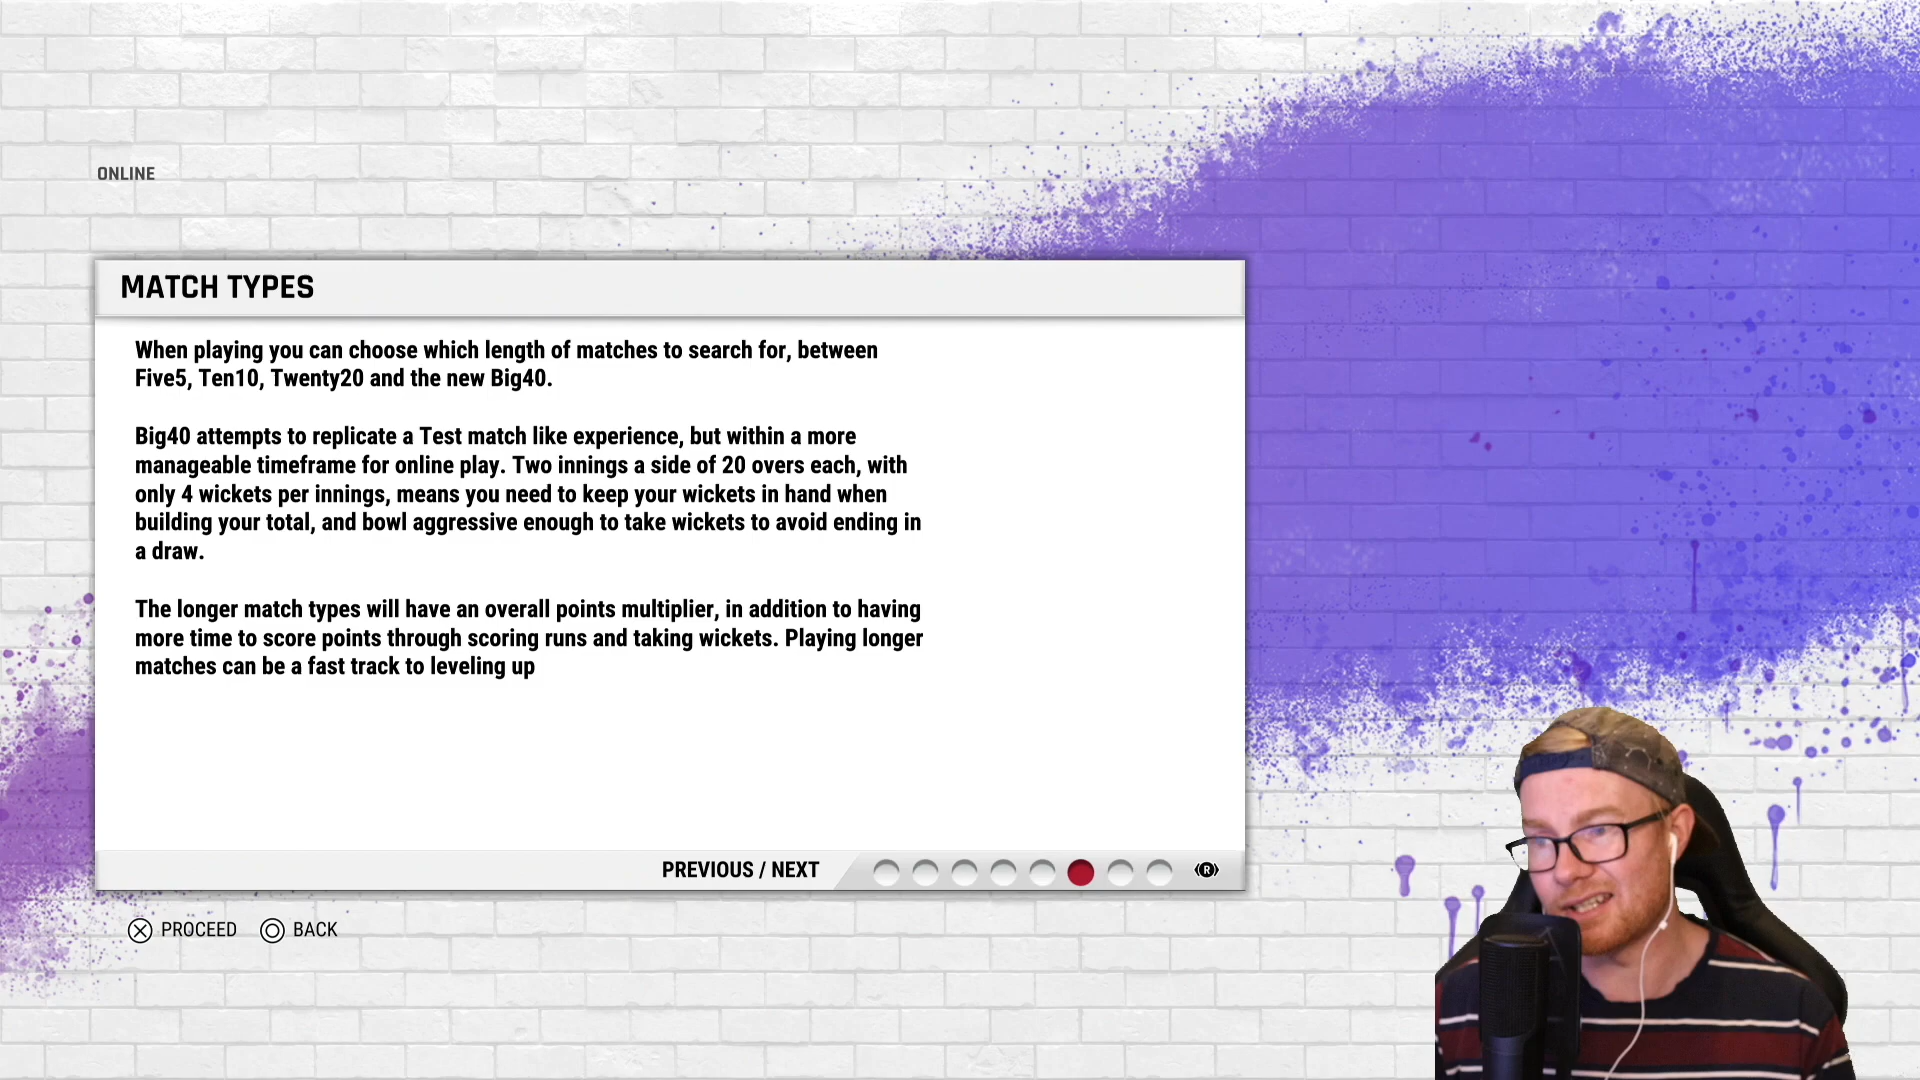 ONLINE
MATCH TYPES
When playing you can choose which length of matches to search for, between
Five5, Ten10, Twenty20 and the new Big40.
Big40 attempts to replicate a Test match like experience, but within a more
manageable timeframe for online play. Two innings a side of 20 overs each, with
only 4 wickets per innings, means you need to keep your wickets in hand when
building your total, and bowl aggressive enough to take wickets to avoid ending in
a draw.
The longer match types will have an overall points multiplier, in addition to having
more time to score points through scoring runs and taking wickets. Playing longer
matches can be a fast track to leveling up
PREVIOUS / NEXT R
PROCEED BACK